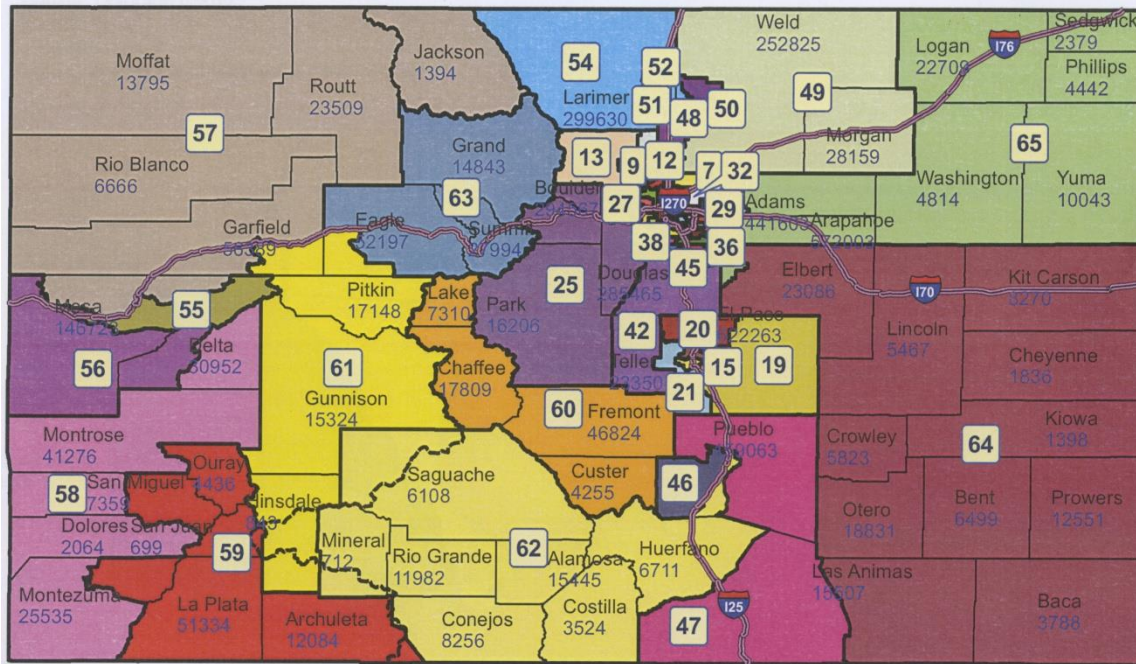 Moffat
13795
Routt
23509
Jackson
1394
57
Rio Blanco
6666
Garfield
54
Larimer
299630
52
51
48
50
Weld
252825
49
Morgan
28159
Logan
22709
I76
Sedgwick
2379
Phillips
4442
65
Washington
4814
Yuma
10043
Grand
14843
63
Eagle
52197
13
9
12
7
32
27
I270
29
Adams
Arapahoe
38
36
45
Mesa
55
56
Delta
30952
Pitkin
17148
Lake
7310
Park
16206
25
Douglas
285465
Elbert
23086
I70
Kit Carson
8270
42
Teller
23350
20
15
19
21
Lincoln
5467
Cheyenne
1836
61
Gunnison
15324
Chaffee
17809
60
Fremont
46824
Custer
4255
Pueblo
46
Crowley
5823
64
Kiowa
1398
Otero
18831
Bent
6499
Prowers
12551
Montrose
41276
Ouray
4436
58
San Miguel
7359
Dolores
2064
San Juan
699
59
Montezuma
25535
La Plata
51334
Archuleta
12084
Saguache
6108
Mineral
712
Rio Grande
11982
62
Alamosa
15445
Huerfano
6711
Conejos
8256
Costilla
3524
Las Animas
47
I25
Baca
3788